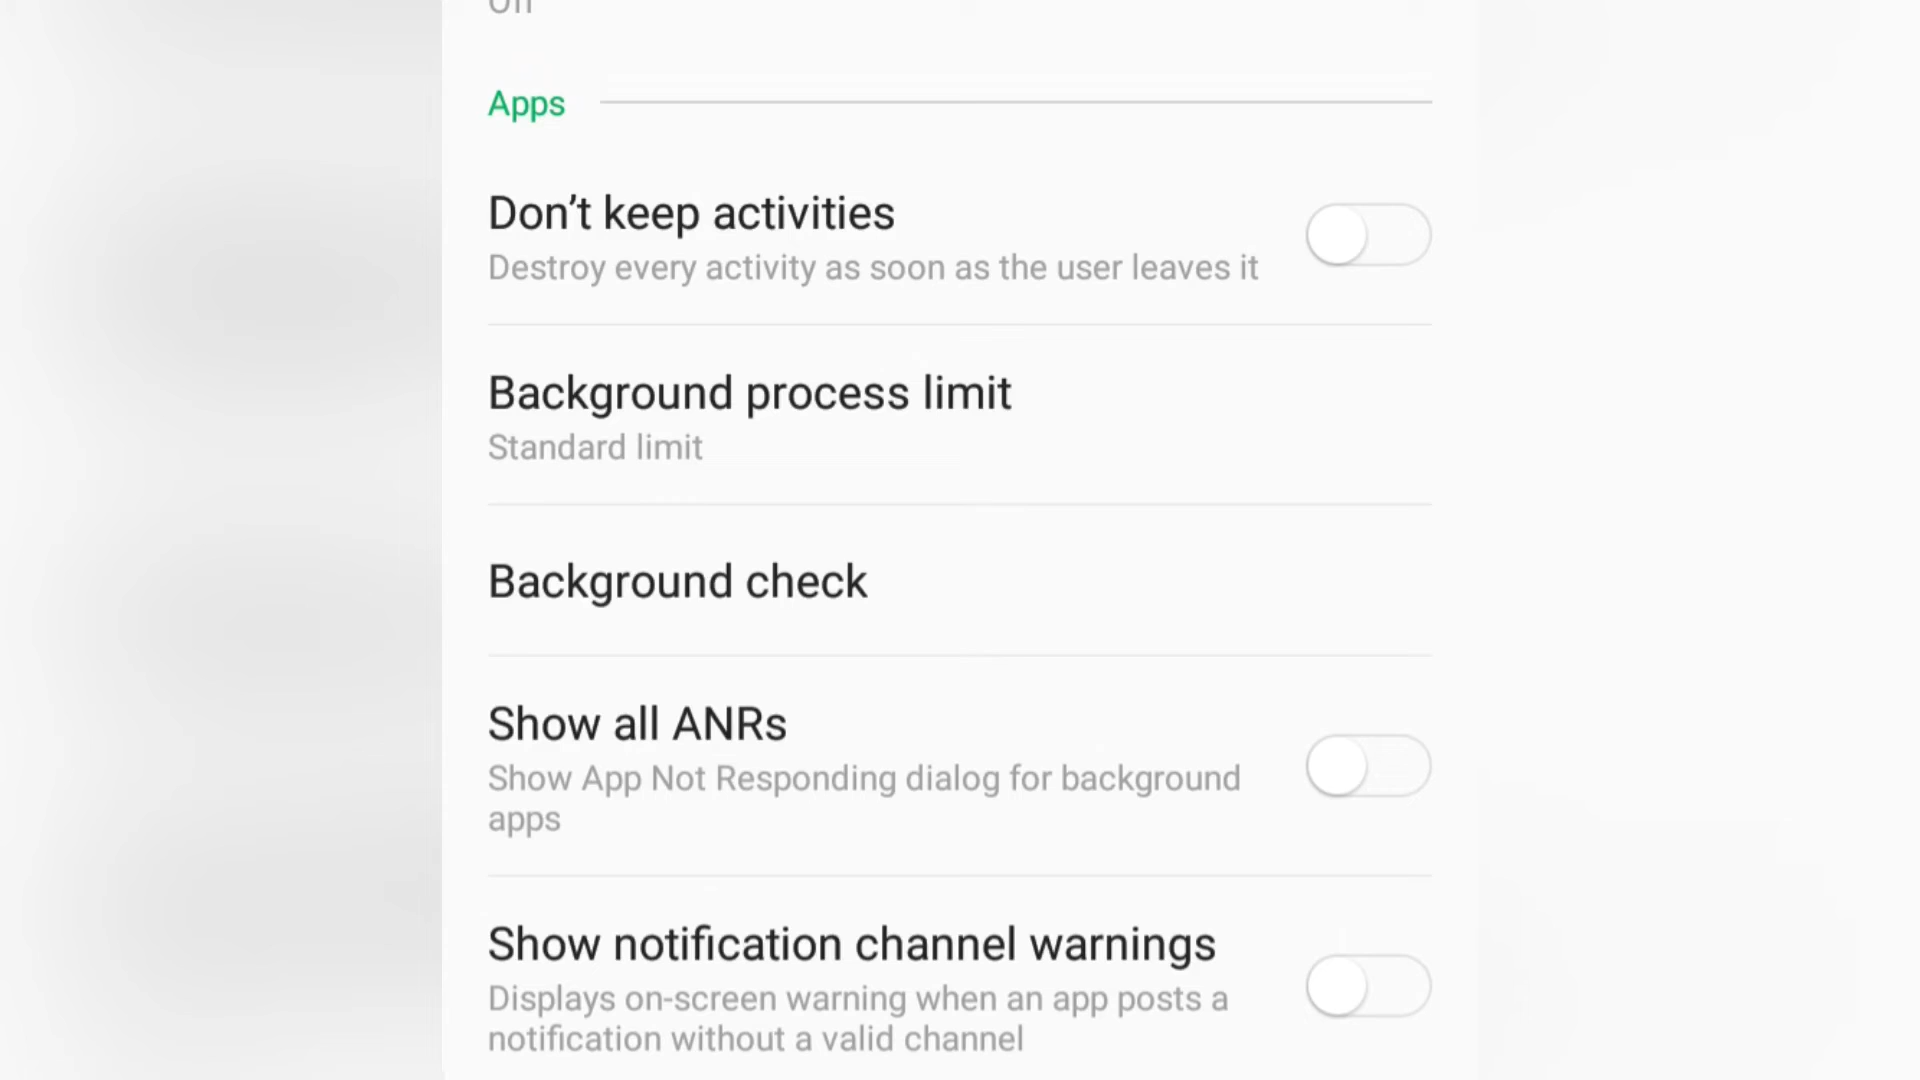 Off
Apps
Don’t keep activities
Destroy every activity as soon as the user leaves it
Background process limit
Standard limit
Background check
Show all ANRs
Show App Not Responding dialog for background
apps
Show notification channel warnings
Displays on-screen warning when an app posts a
notification without a valid channel